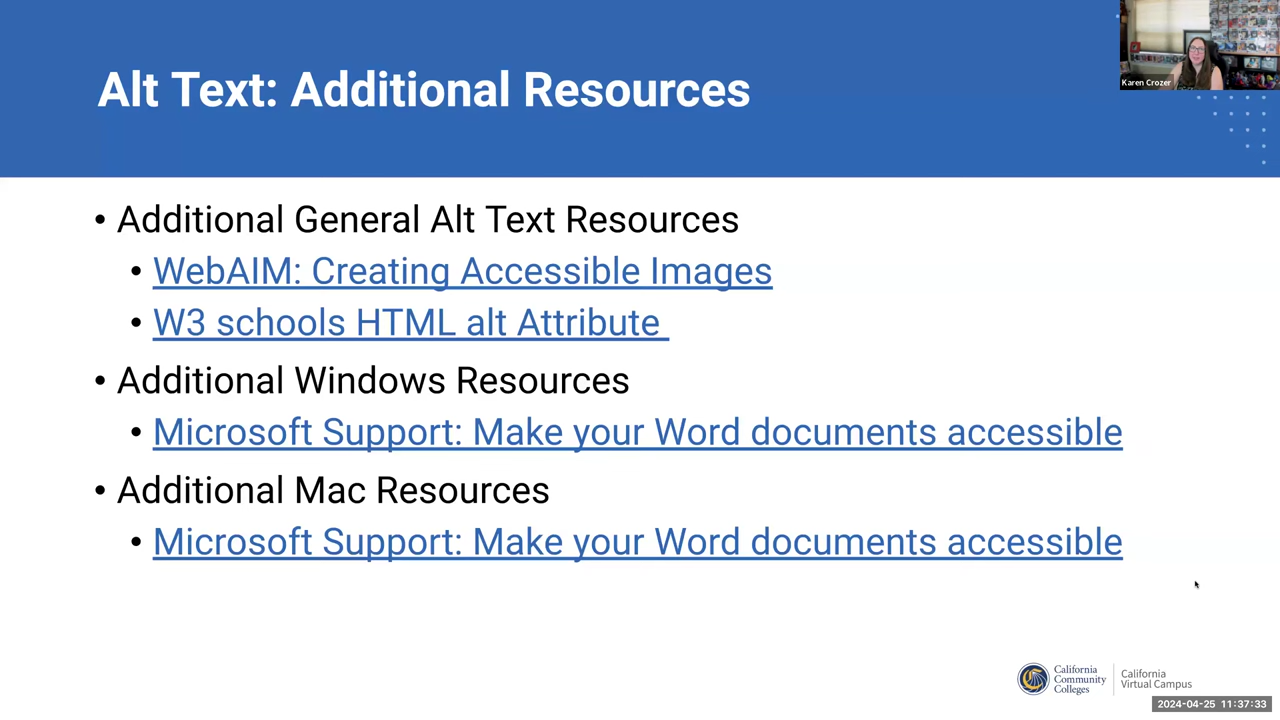 Alt Text: Additional Resources
Karen Crozer
• Additional General Alt Text Resources
• WebAIM: Creating Accessible Images
• W3 schools HTML alt Attribute
• Additional Windows Resources
• Microsoft Support: Make your Word documents accessible
• Additional Mac Resources
• Microsoft Support: Make your Word documents accessible
California
Community
Colleges
California
Virtual Campus
2024-04-25 11:37:33